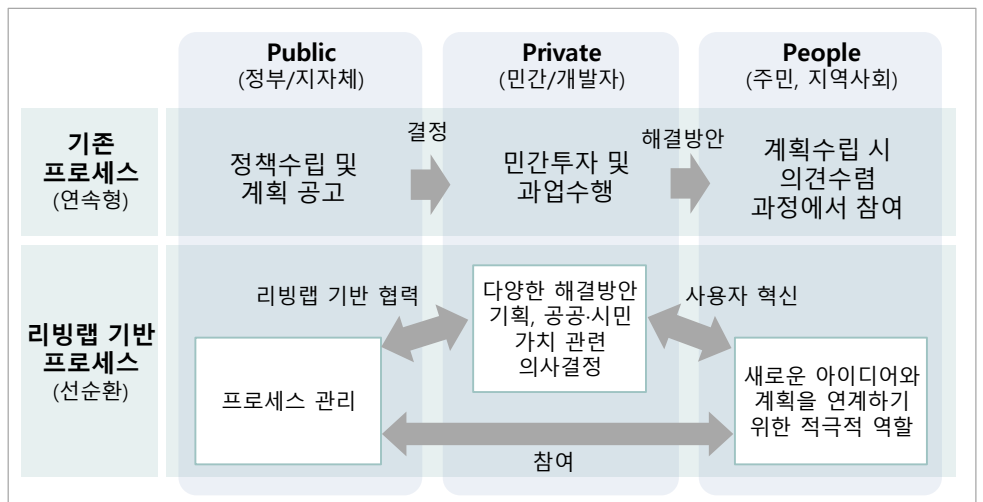 Public
(정부/지자체)
Private
(민간/개발자)
People
(주민, 지역사회)
기존
프로세스
(연속형)
정책수립 및
계획 공고
결정
민간투자 및
과업수행
해결방안
계획수립 시
의견수렴
과정에서 참여
리빙랩 기반
프로세스
(선순환)
리빙랩 기반 협력
프로세스 관리
다양한 해결방안
기획, 공공·시민
가치 관련
의사결정
사용자 혁신
새로운 아이디어와
계획을 연계하기
위한 적극적 역할
참여